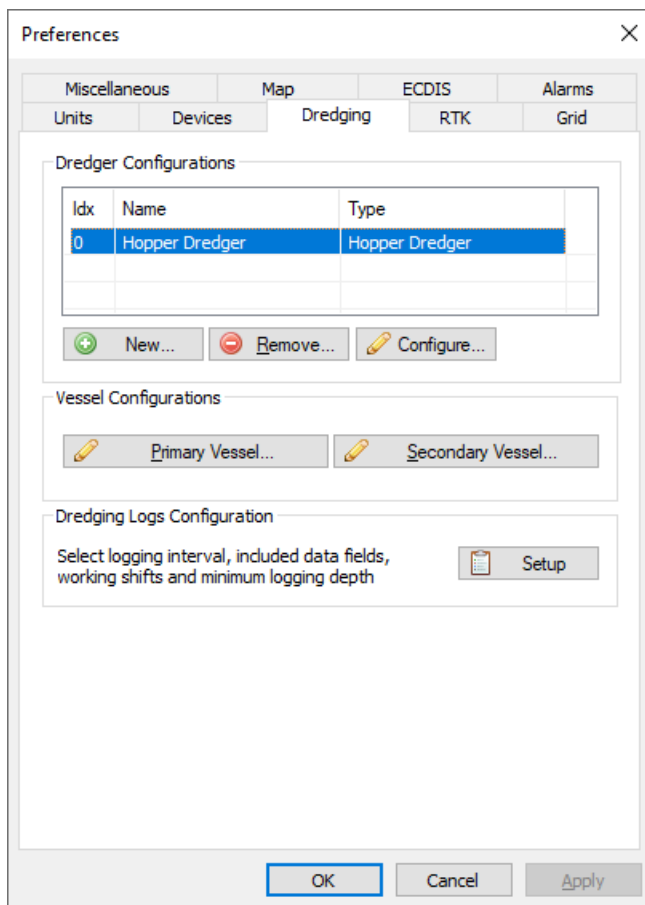 Preferences
Miscellaneous Map ECDIS Alarms
Units Devices Dredging RTK Grid
Dredger Configurations
Idx Name Type
0 Hopper Dredger Hopper Dredger
New... Remove... Configure...
Vessel Configurations
Primary Vessel... Secondary Vessel...
Dredging Logs Configuration
Select logging interval, included data fields,
working shifts and minimum logging depth
Setup
OK Cancel Apply